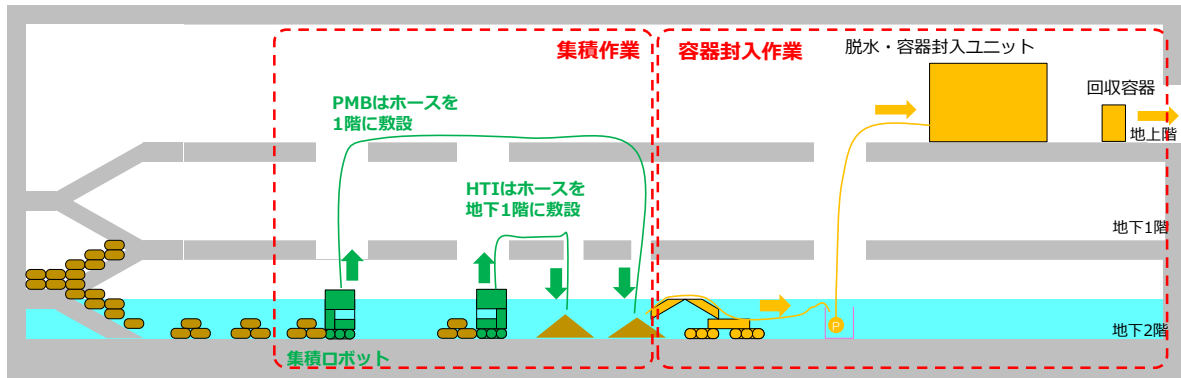 集積作業
容器封入作業
脱水・容器封入ユニット
回収容器
地上階
PMBはホースを
1階に敷設
HTIはホースを
地下1階に敷設
地下1階
P
地下2階
集積ロボット